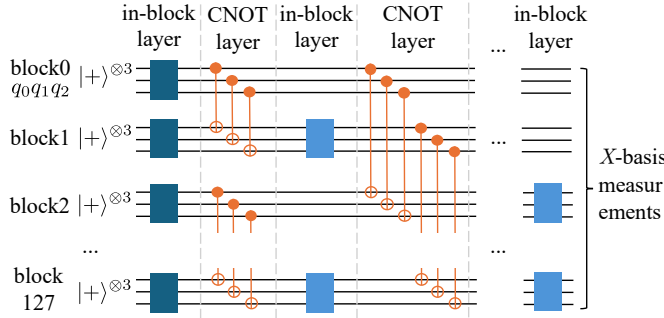 in-block layer
CNOT layer
in-block layer
CNOT layer
...
in-block layer
block0 |+⟩⊗3
q0q1q2
block1 |+⟩⊗3
...
block2 |+⟩⊗3
X-basis
measur
ements
...
...
block
127 |+⟩⊗3